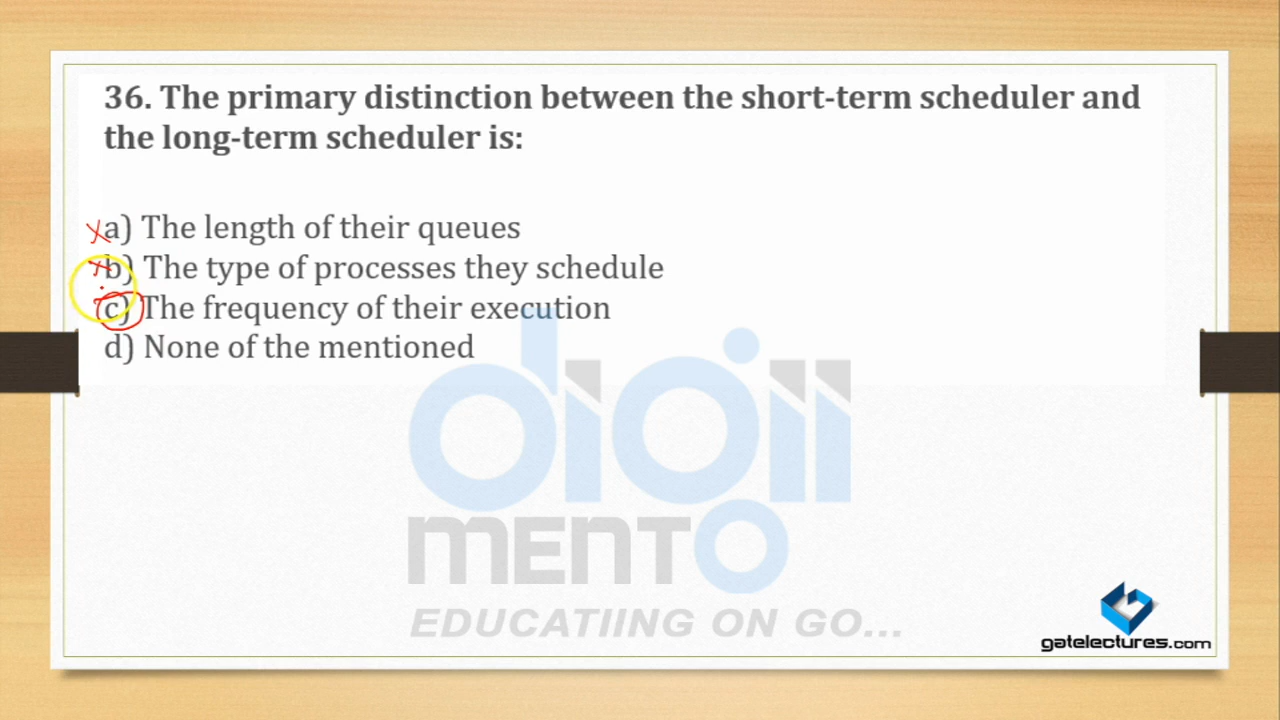 36. The primary distinction between the short-term scheduler and
the long-term scheduler is:
a) The length of their queues
b) The type of processes they schedule
c) The frequency of their execution
d) None of the mentioned
digii
MENTO
EDUCATIING ON GO...
gatelectures.com